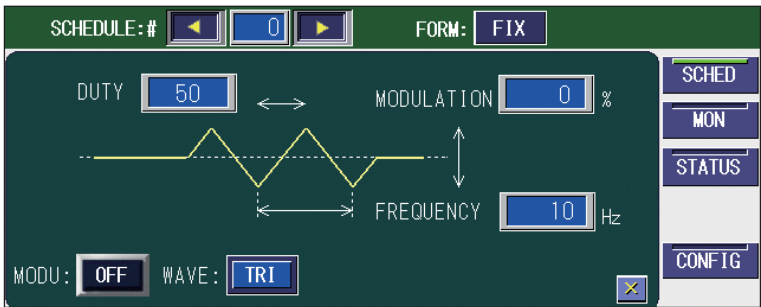 SCHEDULE:# 0 FORM: FIX
DUTY 50 MODULATION 0 %
FREQUENCY 10 Hz
MODU: OFF WAVE: TRI
SCHED
MON
STATUS
CONFIG